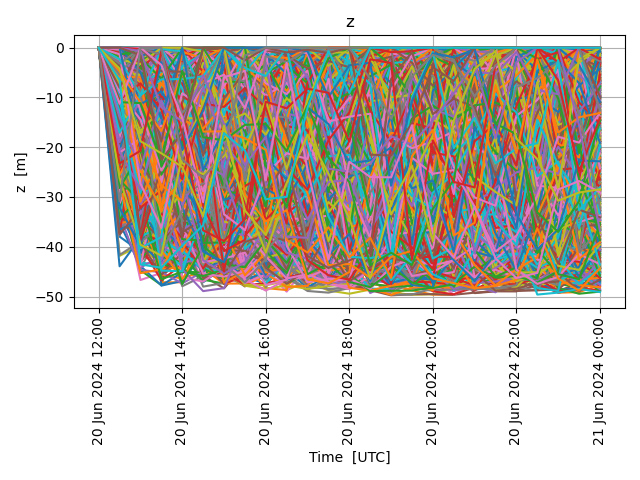 z
0
−10
−20
−30
−40
−50
z [m]
20 Jun 2024 12:00
20 Jun 2024 14:00
20 Jun 2024 16:00
20 Jun 2024 18:00
20 Jun 2024 20:00
20 Jun 2024 22:00
21 Jun 2024 00:00
Time [UTC]